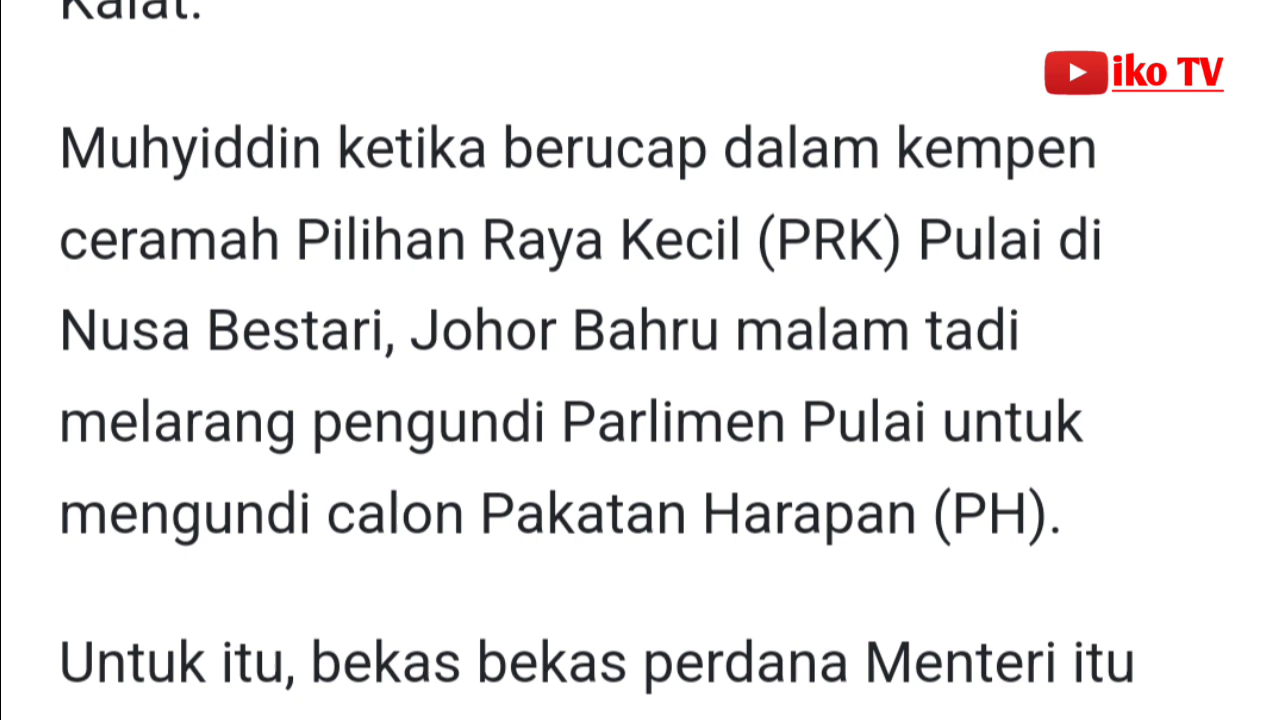 Kafat.
iko TV
Muhyiddin ketika berucap dalam kempen
ceramah Pilihan Raya Kecil (PRK) Pulai di
Nusa Bestari, Johor Bahru malam tadi
melarang pengundi Parlimen Pulai untuk
mengundi calon Pakatan Harapan (PH).
Untuk itu, bekas bekas perdana Menteri itu